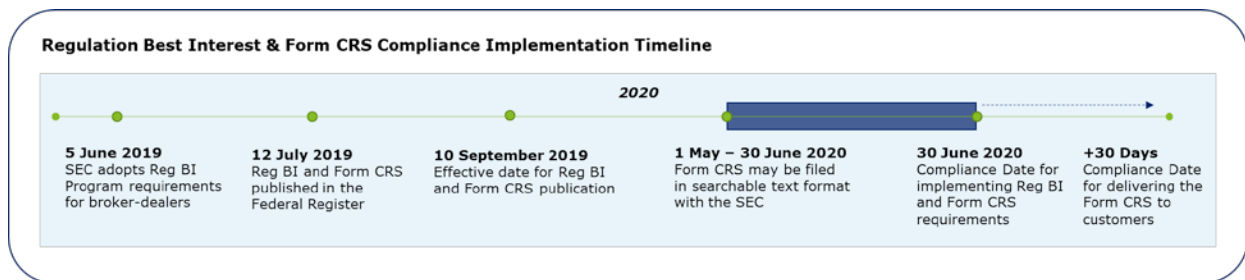 Regulation Best Interest & Form CRS Compliance Implementation Timeline
2020
5 June 2019
SEC adopts Reg BI
Program requirements
for broker-dealers
12 July 2019
Reg BI and Form CRS
published in the
Federal Register
10 September 2019
Effective date for Reg BI
and Form CRS publication
1 May – 30 June 2020
Form CRS may be filed
in searchable text format
with the SEC
30 June 2020
Compliance Date for
implementing Reg BI
and Form CRS
requirements
+30 Days
Compliance Date
for delivering the
Form CRS to
customers